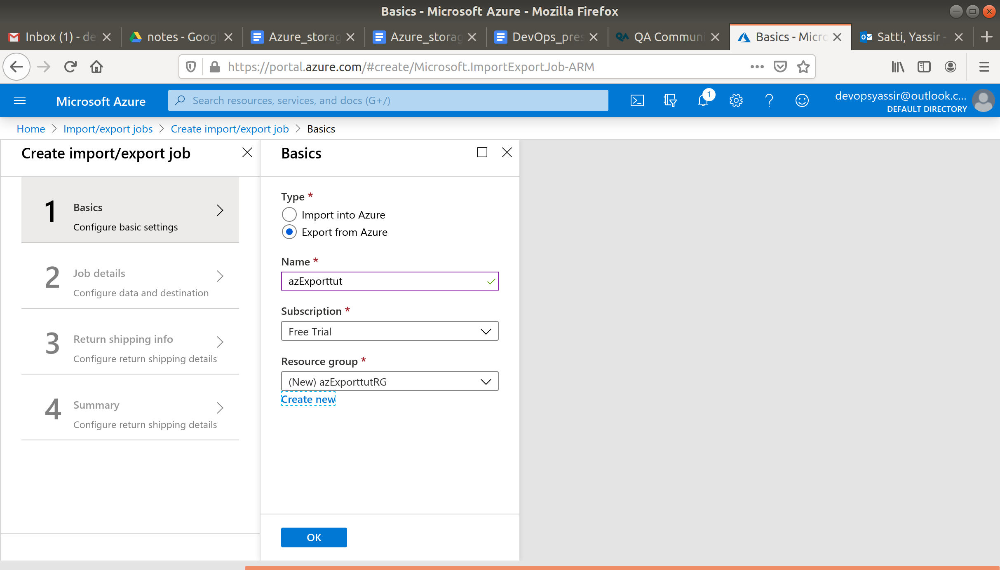 Basics - Microsoft Azure - Mozilla Firefox
Inbox (1) - de
notes - Googl
Azure_storag
Azure_storag
DevOps_pres
QA Communi
Basics - Micro
Satti, Yassir -
https://portal.azure.com/#create/Microsoft.ImportExportJob-ARM
Microsoft Azure
Search resources, services, and docs (G+/)
1
devopsyassir@outlook.c...
DEFAULT DIRECTORY
Home > Import/export jobs > Create import/export job > Basics
Create import/export job
1
Basics
Configure basic settings
2
Job details
Configure data and destination
3
Return shipping info
Configure return shipping details
4
Summary
Configure return shipping details
Basics
Type *
Import into Azure
Export from Azure
Name *
azExporttut
Subscription *
Free Trial
Resource group *
(New) azExporttutRG
Create new
OK